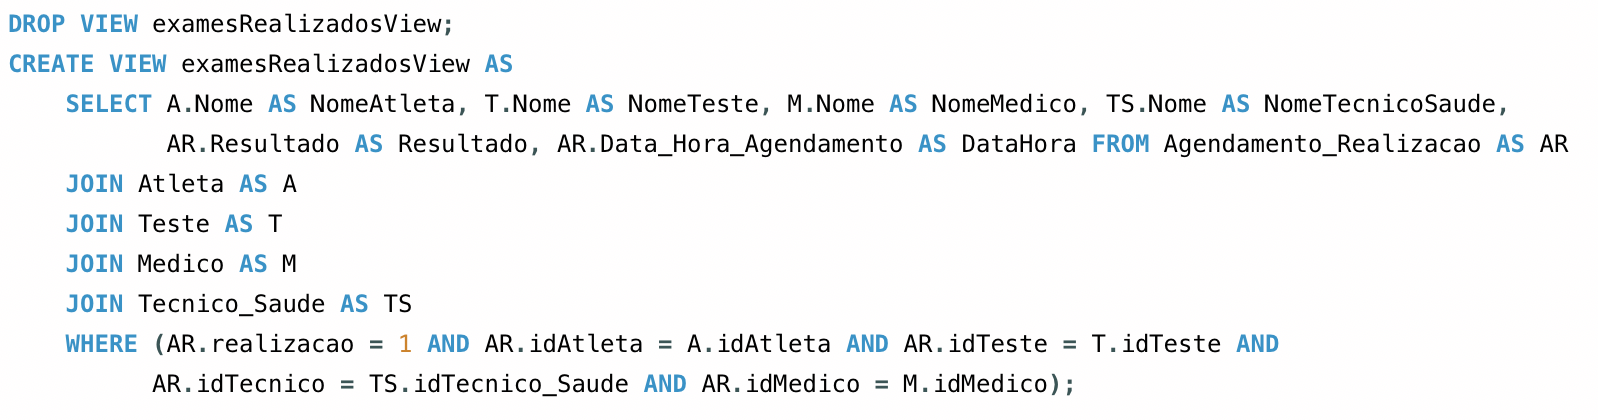 DROP VIEW examesRealizadosView;
CREATE VIEW examesRealizadosView AS
    SELECT A.Nome AS NomeAtleta, T.Nome AS NomeTeste, M.Nome AS NomeMedico, TS.Nome AS NomeTecnicoSaude,
           AR.Resultado AS Resultado, AR.Data_Hora_Agendamento AS DataHora FROM Agendamento_Realizacao AS AR
    JOIN Atleta AS A
    JOIN Teste AS T
    JOIN Medico AS M
    JOIN Tecnico_Saude AS TS
    WHERE (AR.realizacao = 1 AND AR.idAtleta = A.idAtleta AND AR.idTeste = T.idTeste AND
          AR.idTecnico = TS.idTecnico_Saude AND AR.idMedico = M.idMedico);